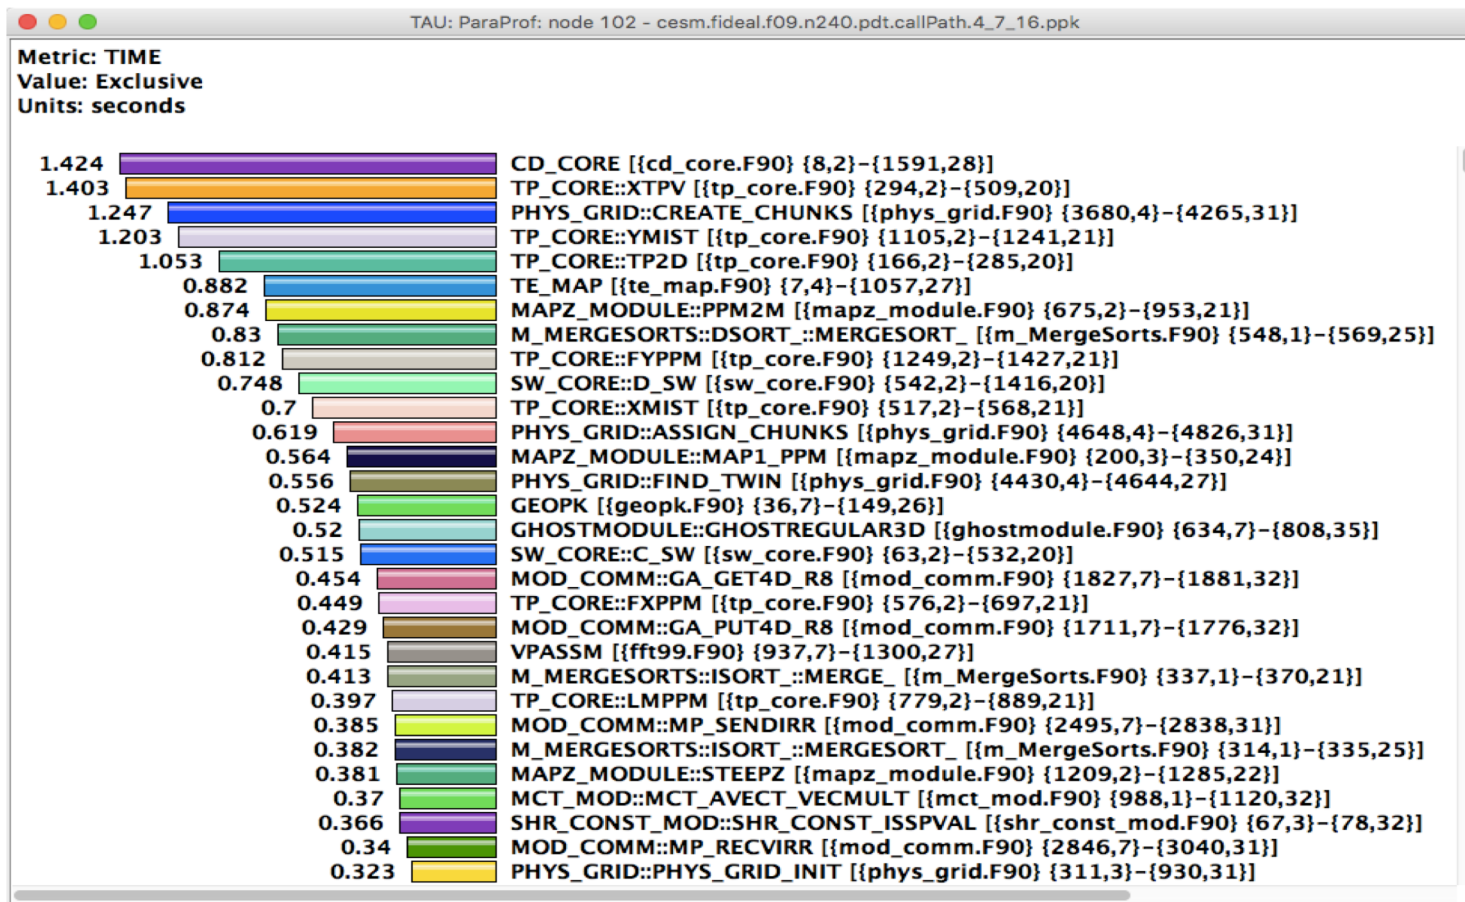 TAU: ParaProf: node 102 - cesm.fideal.f09.n240.pdt.callPath.4_7_16.ppk
Metric: TIME
Value: Exclusive
Units: seconds
1.424 CD_CORE [{cd_core.F90} {8,2}-{1591,28}]
1.403 TP_CORE::XTPV [{tp_core.F90} {294,2}-{509,20}]
1.247 PHYS_GRID::CREATE_CHUNKS [{phys_grid.F90} {3680,4}-{4265,31}]
1.203 TP_CORE::YMIST [{tp_core.F90} {1105,2}-{1241,21}]
1.053 TP_CORE::TP2D [{tp_core.F90} {166,2}-{285,20}]
0.882 TE_MAP [{te_map.F90} {7,4}-{1057,27}]
0.874 MAPZ_MODULE::PPM2M [{mapz_module.F90} {675,2}-{953,21}]
0.83 M_MERGESORTS::DSORT_::MERGESORT_ [{m_MergeSorts.F90} {548,1}-{569,25}]
0.812 TP_CORE::FYPPM [{tp_core.F90} {1249,2}-{1427,21}]
0.748 SW_CORE::D_SW [{sw_core.F90} {542,2}-{1416,20}]
0.7 TP_CORE::XMIST [{tp_core.F90} {517,2}-{568,21}]
0.619 PHYS_GRID::ASSIGN_CHUNKS [{phys_grid.F90} {4648,4}-{4826,31}]
0.564 MAPZ_MODULE::MAP1_PPM [{mapz_module.F90} {200,3}-{350,24}]
0.556 PHYS_GRID::FIND_TWIN [{phys_grid.F90} {4430,4}-{4644,27}]
0.524 GEOPK [{geopk.F90} {36,7}-{149,26}]
0.52 GHOSTMODULE::GHOSTREGULAR3D [{ghostmodule.F90} {634,7}-{808,35}]
0.515 SW_CORE::C_SW [{sw_core.F90} {63,2}-{532,20}]
0.454 MOD_COMM::GA_GET4D_R8 [{mod_comm.F90} {1827,7}-{1881,32}]
0.449 TP_CORE::FXPPM [{tp_core.F90} {576,2}-{697,21}]
0.429 MOD_COMM::GA_PUT4D_R8 [{mod_comm.F90} {1711,7}-{1776,32}]
0.415 VPASSM [{fft99.F90} {937,7}-{1300,27}]
0.413 M_MERGESORTS::ISORT_::MERGE_ [{m_MergeSorts.F90} {337,1}-{370,21}]
0.397 TP_CORE::LMPPM [{tp_core.F90} {779,2}-{889,21}]
0.385 MOD_COMM::MP_SENDIRR [{mod_comm.F90} {2495,7}-{2838,31}]
0.382 M_MERGESORTS::ISORT_::MERGESORT_ [{m_MergeSorts.F90} {314,1}-{335,25}]
0.381 MAPZ_MODULE::STEEPZ [{mapz_module.F90} {1209,2}-{1285,22}]
0.37 MCT_MOD::MCT_AVECT_VECMULT [{mct_mod.F90} {988,1}-{1120,32}]
0.366 SHR_CONST_MOD::SHR_CONST_ISSPVAL [{shr_const_mod.F90} {67,3}-{78,32}]
0.34 MOD_COMM::MP_RECVIRR [{mod_comm.F90} {2846,7}-{3040,31}]
0.323 PHYS_GRID::PHYS_GRID_INIT [{phys_grid.F90} {311,3}-{930,31}]